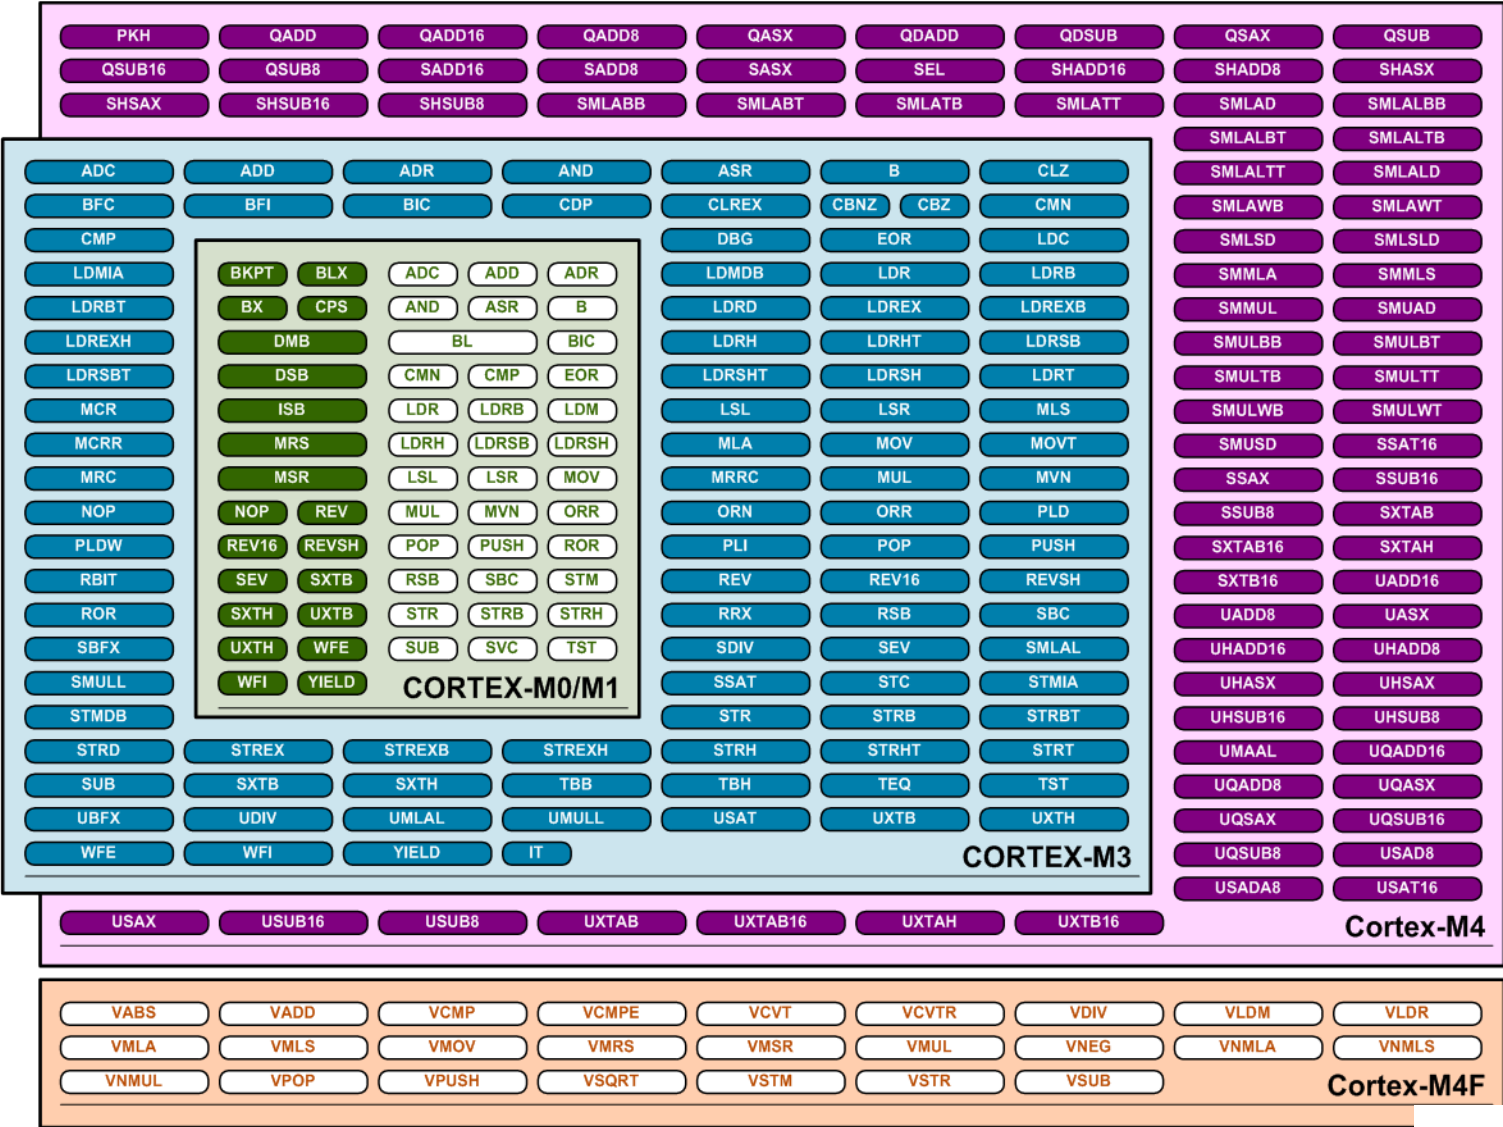 PKH QADD QADD16 QADD8 QASX QDADD QDSUB QSAX QSUB
QSUB16 QSUB8 SADD16 SADD8 SASX SEL SHADD16 SHADD8 SHASX
SHSAX SHSUB16 SHSUB8 SMLABB SMLABT SMLATB SMLATT SMLAD SMLALBB
SMLALBT SMLALTB
ADC ADD ADR AND ASR B CLZ SMLALTT SMLALD
BFC BFI BIC CDP CLREX CBNZ CBZ CMN SMLAWB SMLAWT
CMP DBG EOR LDC SMLSD SMLSLD
LDMIA BKPT BLX ADC ADD ADR LDMDB LDR LDRB SMMLA SMMLS
LDRBT BX CPS AND ASR B LDRD LDREX LDREXB SMMUL SMUAD
LDREXH DMB BL BIC LDRH LDRHT LDRSB SMULBB SMULBT
LDRSBT DSB CMN CMP EOR LDRSHT LDRSH LDRT SMULTB SMULTT
MCR ISB LDR LDRB LDM LSL LSR MLS SMULWB SMULWT
MCRR MRS LDRH LDRSB LDRSH MLA MOV MOVT SMUSD SSAT16
MRC MSR LSL LSR MOV MRRC MUL MVN SSAX SSUB16
NOP NOP REV MUL MVN ORR ORN ORR PLD SSUB8 SXTAB
PLDW REV16 REVSH POP PUSH ROR PLI POP PUSH SXTAB16 SXTAH
RBIT SEV SXTB RSB SBC STM REV REV16 REVSH SXTB16 UADD16
ROR SXTH UXTB STR STRB STRH RRX RSB SBC UADD8 UASX
SBFX UXTH WFE SUB SVC TST SDIV SEV SMLAL UHADD16 UHADD8
SMULL WFI YIELD CORTEX-M0/M1 SSAT STC STMIA UHASX UHSAX
STMDB STR STRB STRBT UHSUB16 UHSUB8
STRD STREX STREXB STREXH STRH STRHT STRT UMAAL UQADD16
SUB SXTB SXTH TBB TBH TEQ TST UQADD8 UQASX
UBFX UDIV UMLAL UMULL USAT UXTB UXTH UQSAX UQSUB16
WFE WFI YIELD IT CORTEX-M3 UQSUB8 USAD8
USADA8 USAT16
USAX USUB16 USUB8 UXTAB UXTAB16 UXTAH UXTB16 Cortex-M4
VABS VADD VCMP VCMPE VCVT VCVTR VDIV VLDM VLDR
VMLA VMLS VMOV VMRS VMSR VMUL VNEG VNMLA VNMLS
VNMUL VPOP VPUSH VSQRT VSTM VSTR VSUB Cortex-M4F